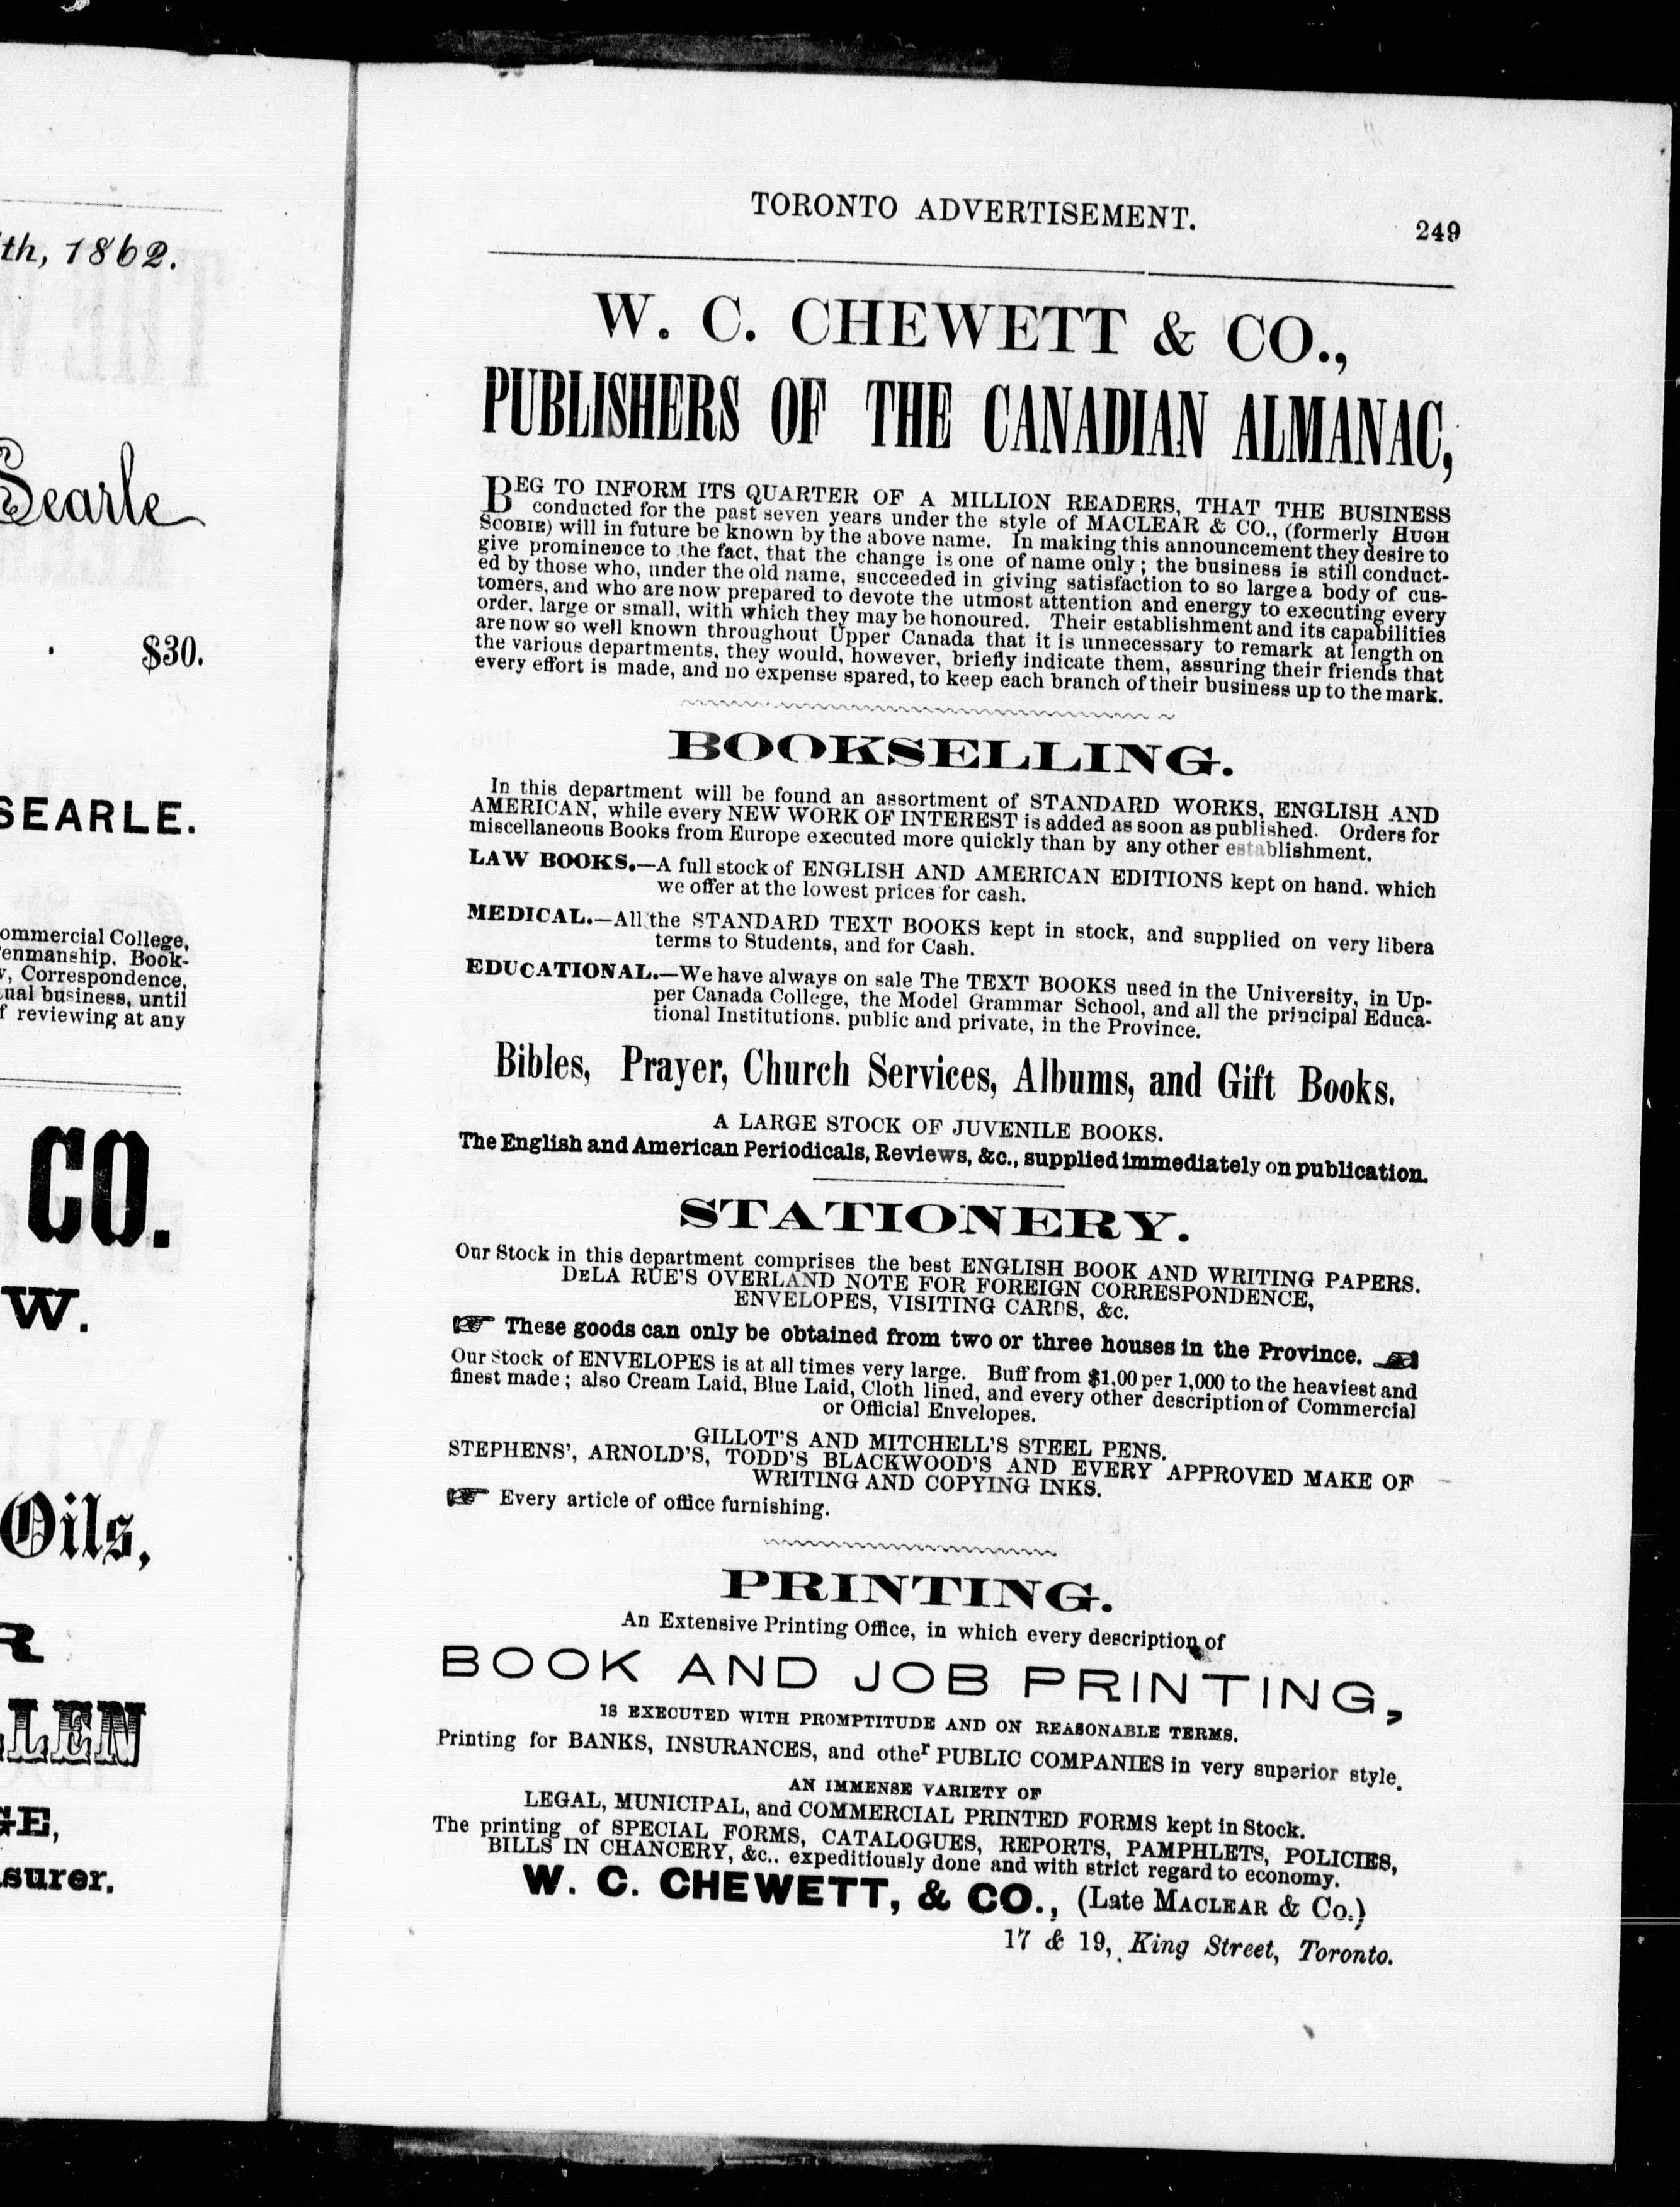 th, 1862.
Searle
$30.
SEARLE.
ommercial College,
enmanship. Book-
Correspondence,
tual business, until
f reviewing at any
CO.
W.
Oils,
R
LLEN
GE,
surer.
TORONTO ADVERTISEMENT. 249
W. C. CHEWETT & CO.,
PUBLISHERS OF THE CANADIAN ALMANAC,
BEG TO INFORM ITS QUARTER OF A MILLION READERS, THAT THE BUSINESS
conducted for the past seven years under the style of MACLEAR & CO., (formerly HUGH
SCOBIE) will in future be known by the above name. In making this announcement they desire to
give prominence to the fact, that the change is one of name only; the business is still conduct-
ed by those who, under the old name, succeeded in giving satisfaction to so large a body of cus-
tomers, and who are now prepared to devote the utmost attention and energy to executing every
order, large or small, with which they may be honoured. Their establishment and its capabilities
are now so well known throughout Upper Canada that it is unnecessary to remark at length on
the various departments, they would, however, briefly indicate them, assuring their friends that
every effort is made, and no expense spared, to keep each branch of their business up to the mark.
BOOKSELLING.
In this department will be found an assortment of STANDARD WORKS, ENGLISH AND
AMERICAN, while every NEW WORK OF INTEREST is added as soon as published. Orders for
miscellaneous Books from Europe executed more quickly than by any other establishment.
LAW BOOKS.—A full stock of ENGLISH AND AMERICAN EDITIONS kept on hand. which
we offer at the lowest prices for cash.
MEDICAL.—All the STANDARD TEXT BOOKS kept in stock, and supplied on very libera
terms to Students, and for Cash.
EDUCATIONAL.—We have always on sale The TEXT BOOKS used in the University, in Up-
per Canada College, the Model Grammar School, and all the principal Educa-
tional Institutions. public and private, in the Province.
Bibles, Prayer, Church Services, Albums, and Gift Books.
A LARGE STOCK OF JUVENILE BOOKS.
The English and American Periodicals, Reviews, &c., supplied immediately on publication.
STATIONERY.
Our Stock in this department comprises the best ENGLISH BOOK AND WRITING PAPERS.
DELA RUE'S OVERLAND NOTE FOR FOREIGN CORRESPONDENCE,
ENVELOPES, VISITING CARDS, &c.
☞ These goods can only be obtained from two or three houses in the Province. ☜
Our Stock of ENVELOPES is at all times very large. Buff from $1.00 per 1,000 to the heaviest and
finest made; also Cream Laid, Blue Laid, Cloth lined, and every other description of Commercial
or Official Envelopes.
GILLOT'S AND MITCHELL'S STEEL PENS.
STEPHENS', ARNOLD'S, TODD'S BLACKWOOD'S AND EVERY APPROVED MAKE OF
WRITING AND COPYING INKS.
☞ Every article of office furnishing.
PRINTING.
An Extensive Printing Office, in which every description of
BOOK AND JOB PRINTING,
IS EXECUTED WITH PROMPTITUDE AND ON REASONABLE TERMS.
Printing for BANKS, INSURANCES, and other PUBLIC COMPANIES in very superior style.
AN IMMENSE VARIETY OF
LEGAL, MUNICIPAL, and COMMERCIAL PRINTED FORMS kept in Stock.
The printing of SPECIAL FORMS, CATALOGUES, REPORTS, PAMPHLETS, POLICIES,
BILLS IN CHANCERY, &c.. expeditiously done and with strict regard to economy.
W. C. CHEWETT, & CO., (Late MACLEAR & Co.)
17 & 19, King Street, Toronto.